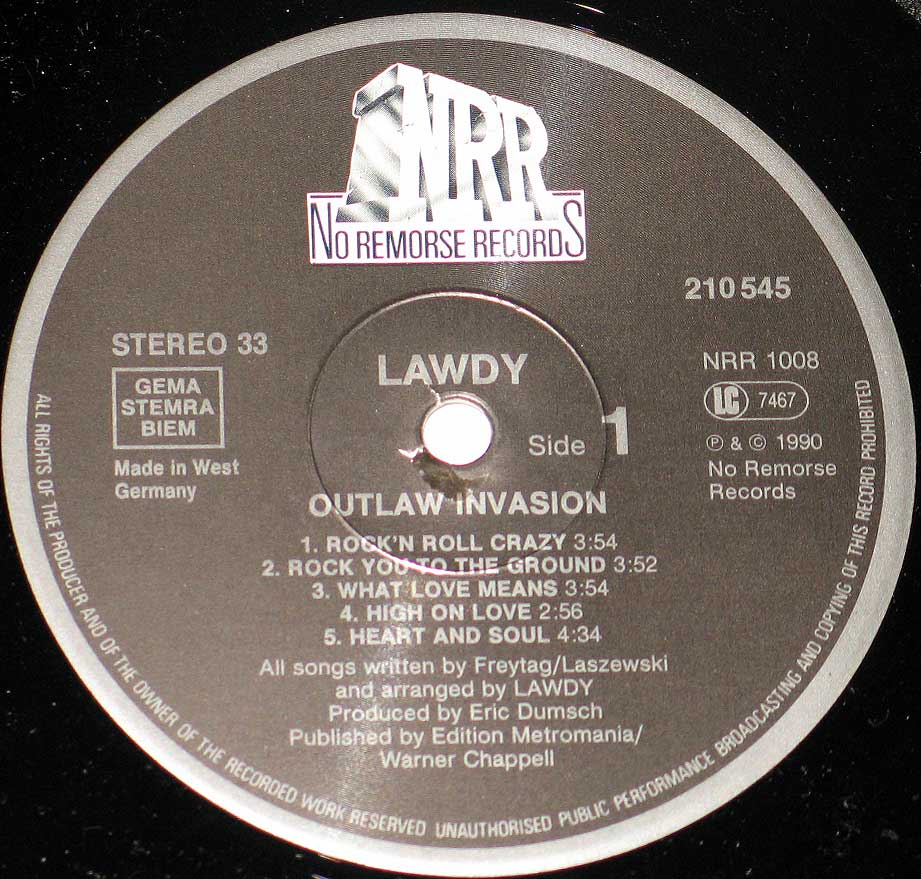 NRR
NO REMORSE RECORDS
210 545
STEREO 33
GEMA
STEMRA
BIEM
Made in West
Germany
LAWDY
Side 1
NRR 1008
LC 7467
℗ & © 1990
No Remorse
Records
OUTLAW INVASION
1. ROCK'N ROLL CRAZY 3:54
2. ROCK YOU TO THE GROUND 3:52
3. WHAT LOVE MEANS 3:54
4. HIGH ON LOVE 2:56
5. HEART AND SOUL 4:34
All songs written by Freytag/Laszewski
and arranged by LAWDY
Produced by Eric Dumsch
Published by Edition Metromania/
Warner Chappell
ALL RIGHTS OF THE PRODUCER AND OF THE OWNER OF THE RECORDED WORK RESERVED UNAUTHORISED PUBLIC PERFORMANCE BROADCASTING AND COPYING OF THIS RECORD PROHIBITED